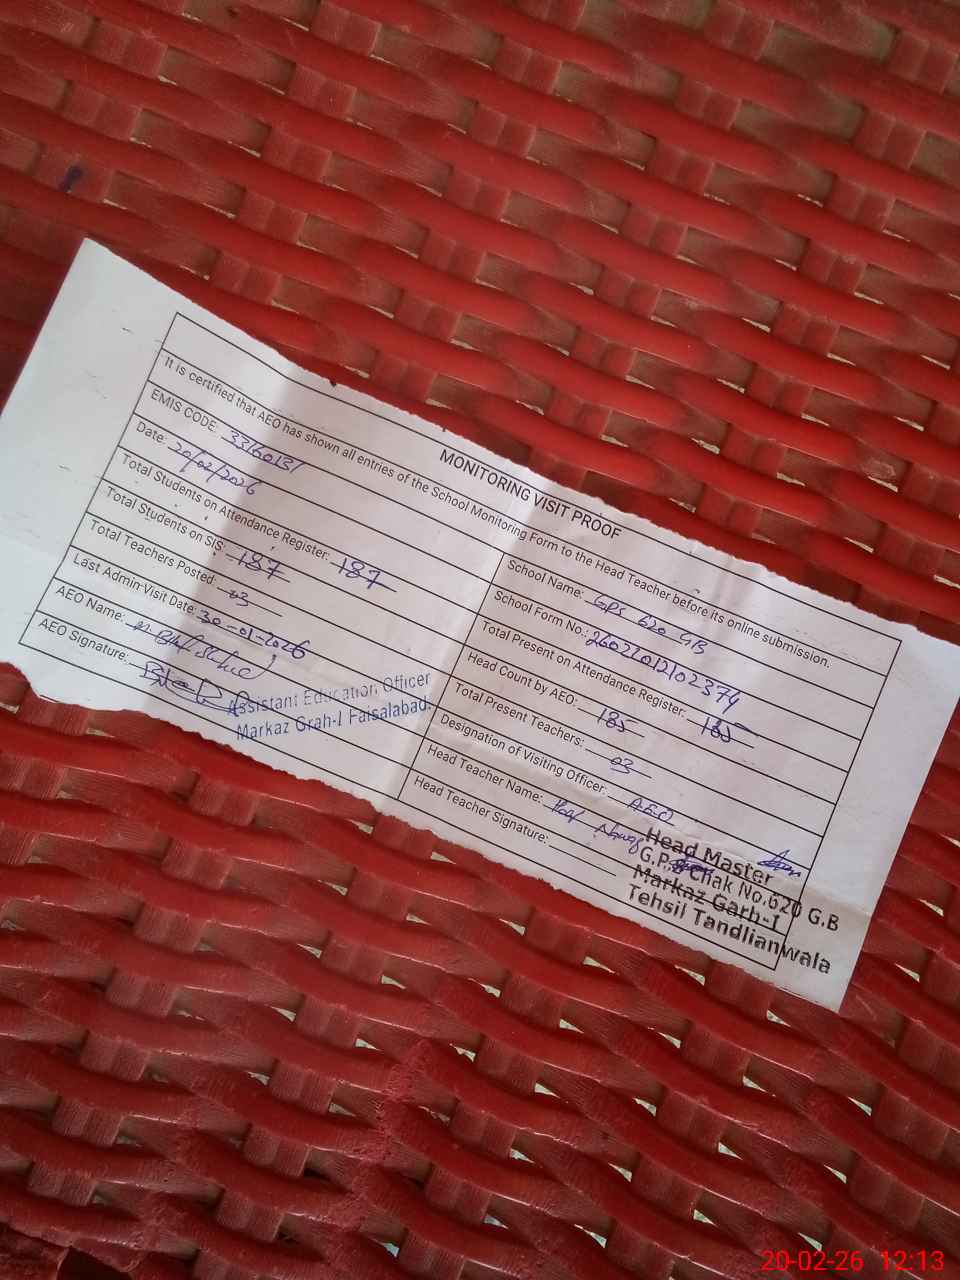 MONITORING VISIT PROOF
It is certified that AEO has shown all entries of the School Monitoring Form to the Head Teacher before its online submission.
EMIS CODE: 33160131
School Name: GPS 620 GB
Date: 20/02/2026
School Form No.:
Total Students on Attendance Register: 187
Total Present on Attendance Register: 185
Total Students on SIS: 187
Head Count by AEO: 185
Total Teachers Posted: 03
Total Present Teachers: 03
Last Admin-Visit Date: 30-01-2026
Designation of Visiting Officer: AEO
AEO Name: M.
Head Teacher Name: Nawaz
AEO Signature:
Head Teacher Signature:
Assistant Education Officer
Markaz Grah-I Faisalabad.
Head Master
G.P.S Chak No.620 G.B
Markaz Garh-I
Tehsil Tandlianwala
20-02-26 12:13